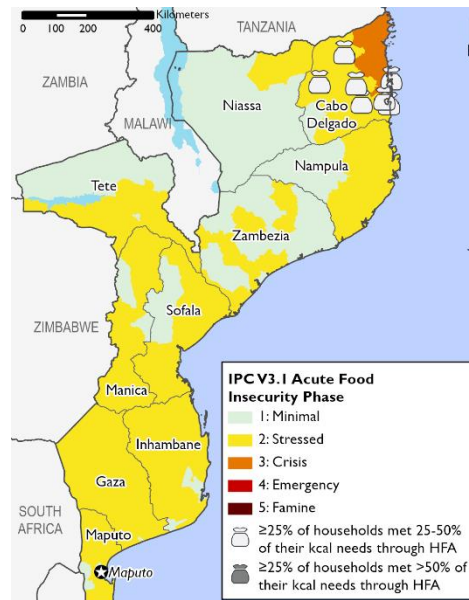 Kilometers
0 100 200 400
TANZANIA
ZAMBIA
MALAWI
Niassa
Cabo
Delgado
Nampula
Tete
Zambezia
Sofala
ZIMBABWE
Manica
Inhambane
Gaza
SOUTH
AFRICA
Maputo
Maputo
IPC V3.1 Acute Food
Insecurity Phase
1: Minimal
2: Stressed
3: Crisis
4: Emergency
5: Famine
≥25% of households met 25-50%
of their kcal needs through HFA
≥25% of households met >50% of
their kcal needs through HFA